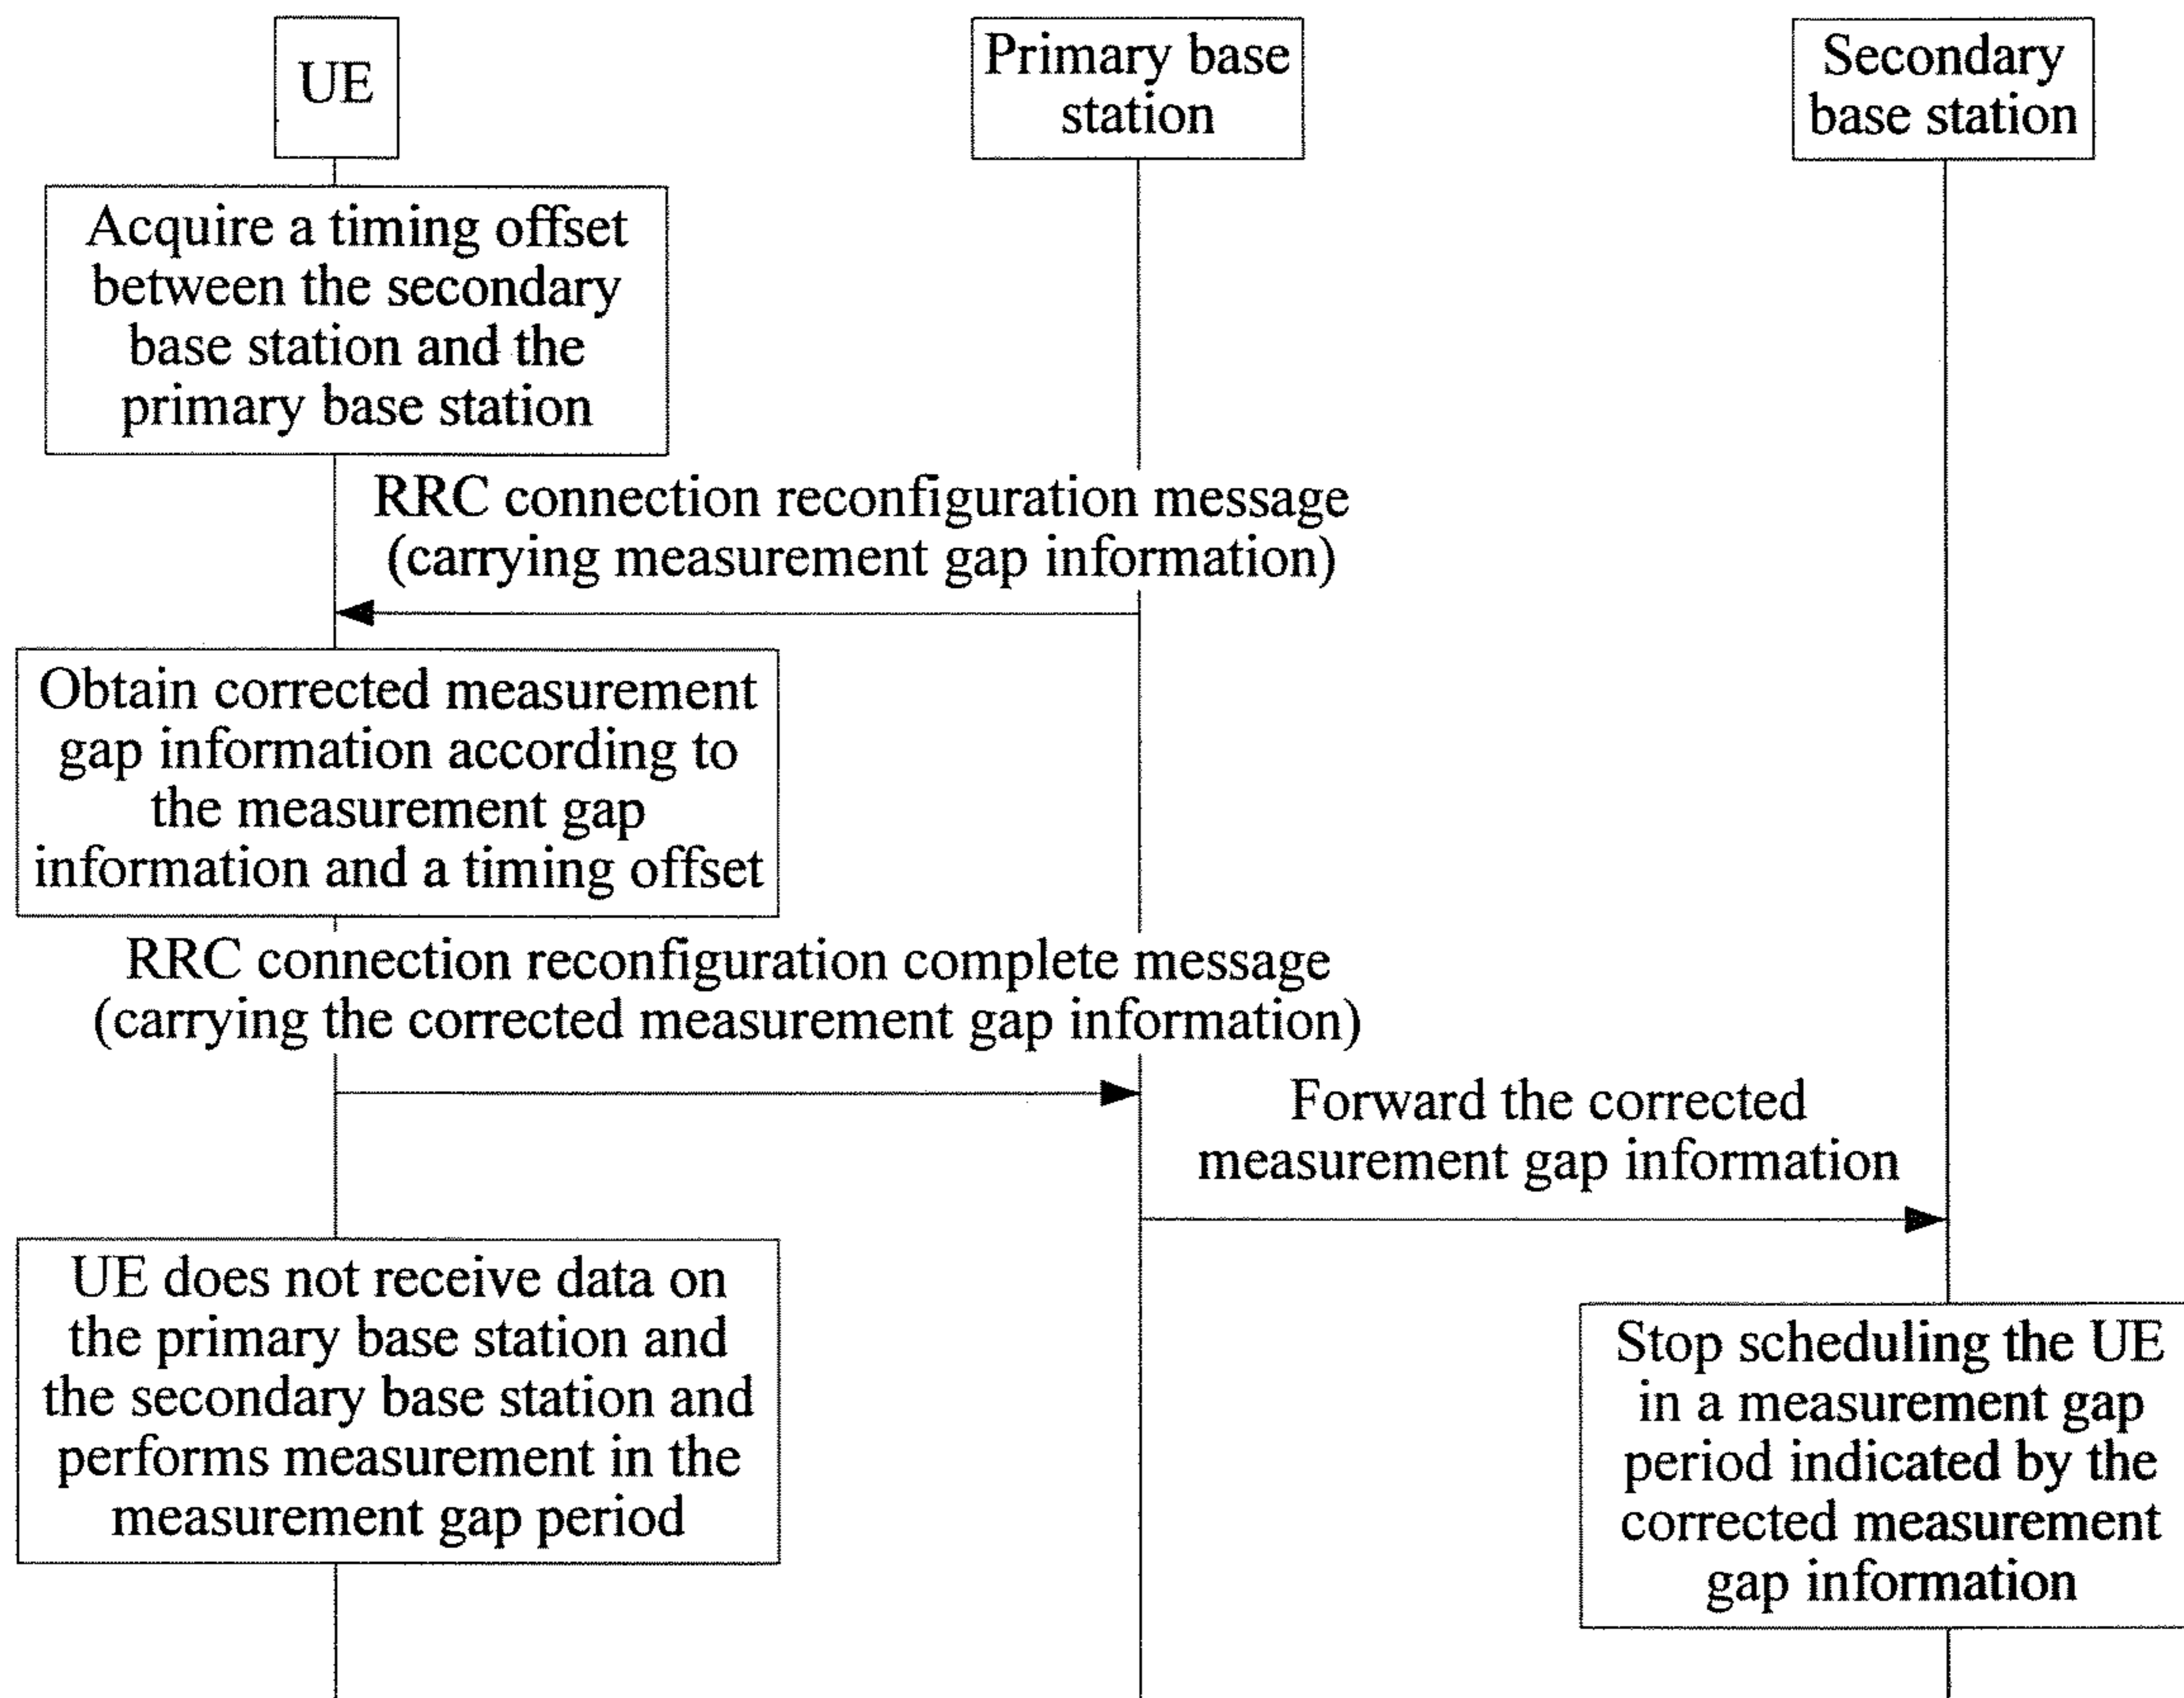 UE
Primary base
station
Secondary
base station
Acquire a timing offset
between the secondary
base station and the
primary base station
RRC connection reconfiguration message
(carrying measurement gap information)
Obtain corrected measurement
gap information according to
the measurement gap
information and a timing offset
RRC connection reconfiguration complete message
(carrying the corrected measurement gap information)
Forward the corrected
measurement gap information
UE does not receive data on
the primary base station and
the secondary base station and
performs measurement in the
measurement gap period
Stop scheduling the UE
in a measurement gap
period indicated by the
corrected measurement
gap information